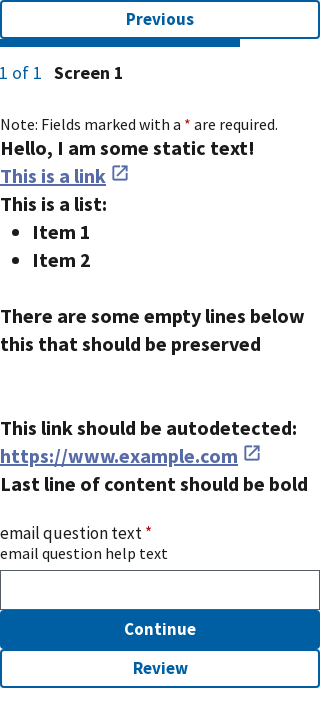 Previous
1 of 1 Screen 1
Note: Fields marked with a * are required.
Hello, I am some static text!
This is a link
This is a list:
• Item 1
• Item 2
There are some empty lines below
this that should be preserved
This link should be autodetected:
https://www.example.com
Last line of content should be bold
email question text *
email question help text
Continue
Review